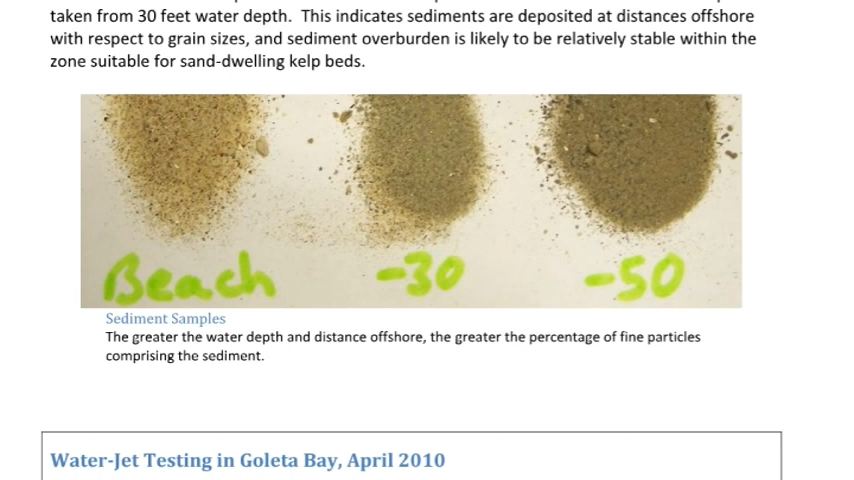 taken from 30 feet water depth.  This indicates sediments are deposited at distances offshore
with respect to grain sizes, and sediment overburden is likely to be relatively stable within the
zone suitable for sand-dwelling kelp beds.
Beach -30 -50
Sediment Samples
The greater the water depth and distance offshore, the greater the percentage of fine particles
comprising the sediment.
Water-Jet Testing in Goleta Bay, April 2010